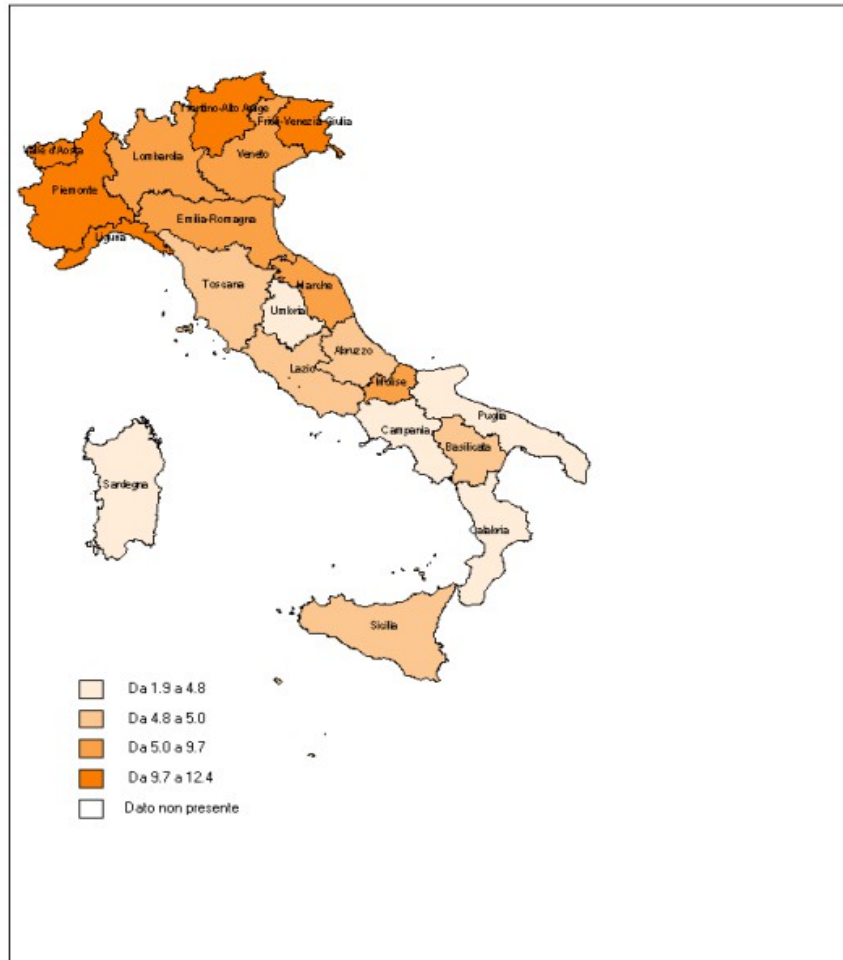 Trentino-Alto Adige
Friuli-Venezia-Giulia
Valle d'Aosta
Lombardia
Veneto
Piemonte
Emilia-Romagna
Liguria
Toscana
Marche
Umbria
Abruzzo
Lazio
Molise
Puglia
Campania
Basilicata
Sardegna
Calabria
Sicilia
Da 1.9 a 4.8
Da 4.8 a 5.0
Da 5.0 a 9.7
Da 9.7 a 12.4
Dato non presente